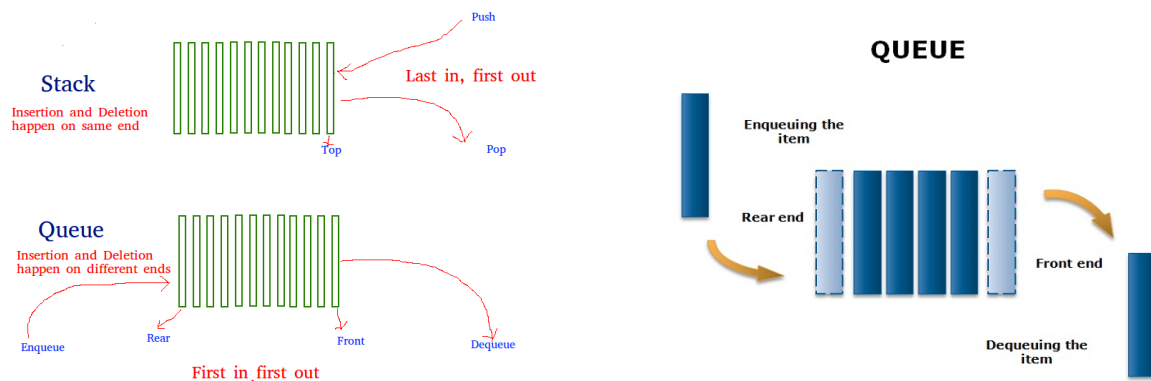 Push
Stack
Last in, first out
Insertion and Deletion
happen on same end
Top
Pop
Queue
Insertion and Deletion
happen on different ends
Enqueue
Rear
Front
Dequeue
First in first out
QUEUE
Enqueuing the
item
Rear end
Front end
Dequeuing the
item